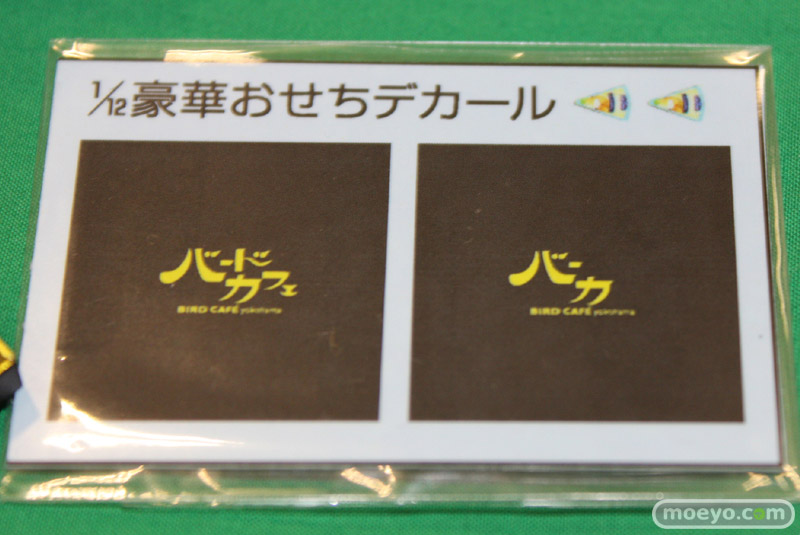 1/12豪華おせちデカール
バード
カフェ
BIRD CAFÉ yokohama
バー
カ
BIRD CAFÉ yokohama
moeyo.com